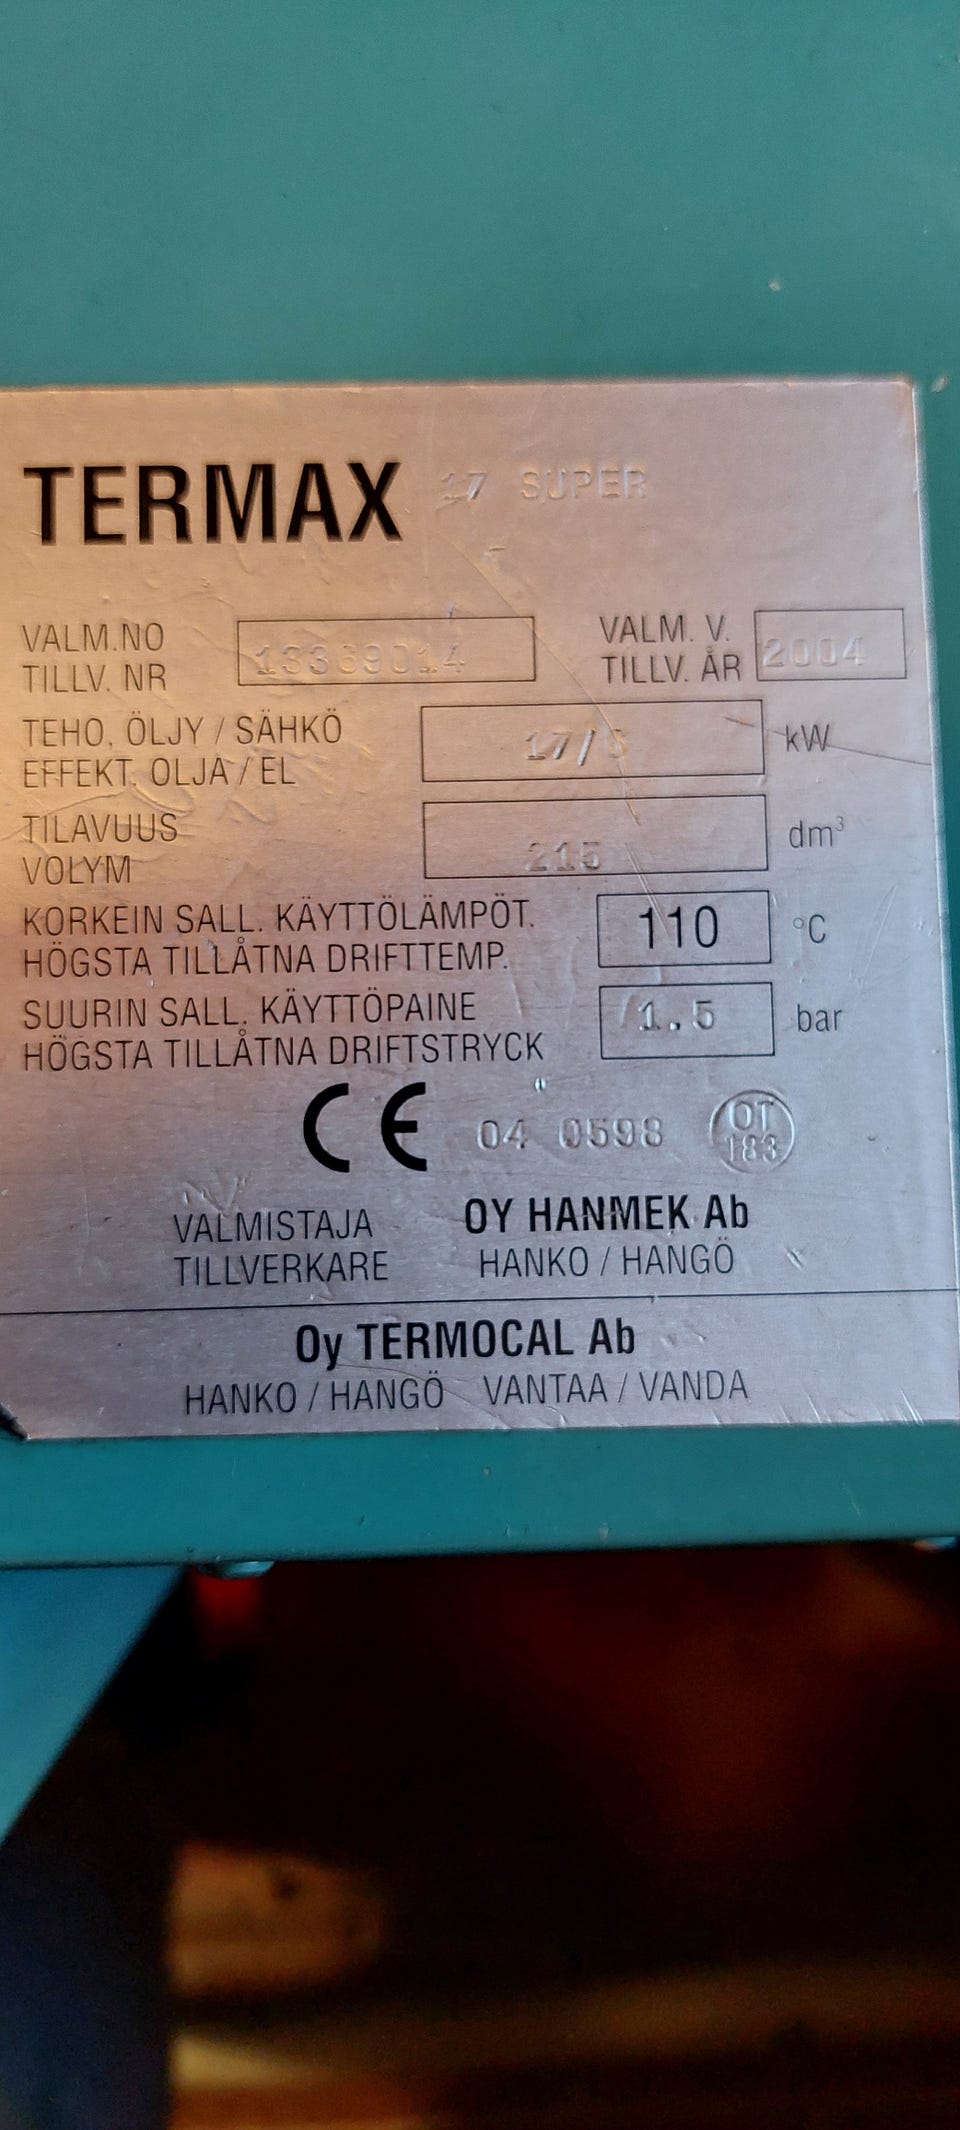 TERMAX 17 SUPER
VALM.NO 13369014 VALM. V. 2004
TILLV. NR TILLV. ÅR
TEHO, ÖLJY / SÄHKÖ 17/6 kW
EFFEKT. OLJA / EL
TILAVUUS 215 dm³
VOLYM
KORKEIN SALL. KÄYTTÖLÄMPÖT. 110 °C
HÖGSTA TILLÅTNA DRIFTTEMP.
SUURIN SALL. KÄYTTÖPAINE 1.5 bar
HÖGSTA TILLÅTNA DRIFTSTRYCK
CE 04 0598 OT
183
VALMISTAJA OY HANMEK Ab
TILLVERKARE HANKO / HANGÖ
Oy TERMOCAL Ab
HANKO / HANGÖ VANTAA / VANDA